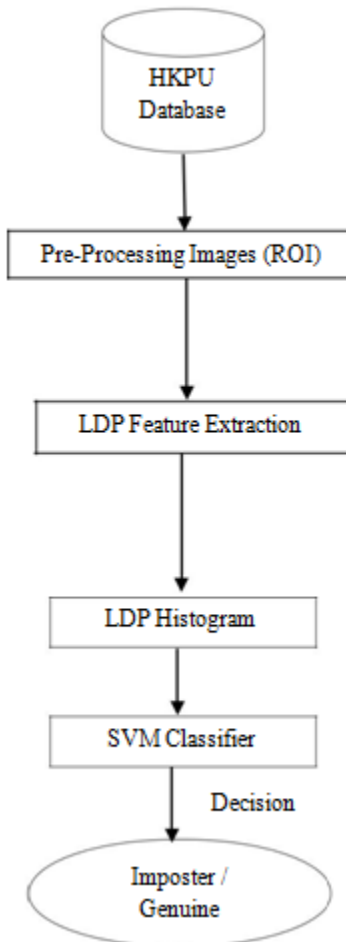 HKPU
Database
Pre-Processing Images (ROI)
LDP Feature Extraction
LDP Histogram
SVM Classifier
Decision
Imposter /
Genuine